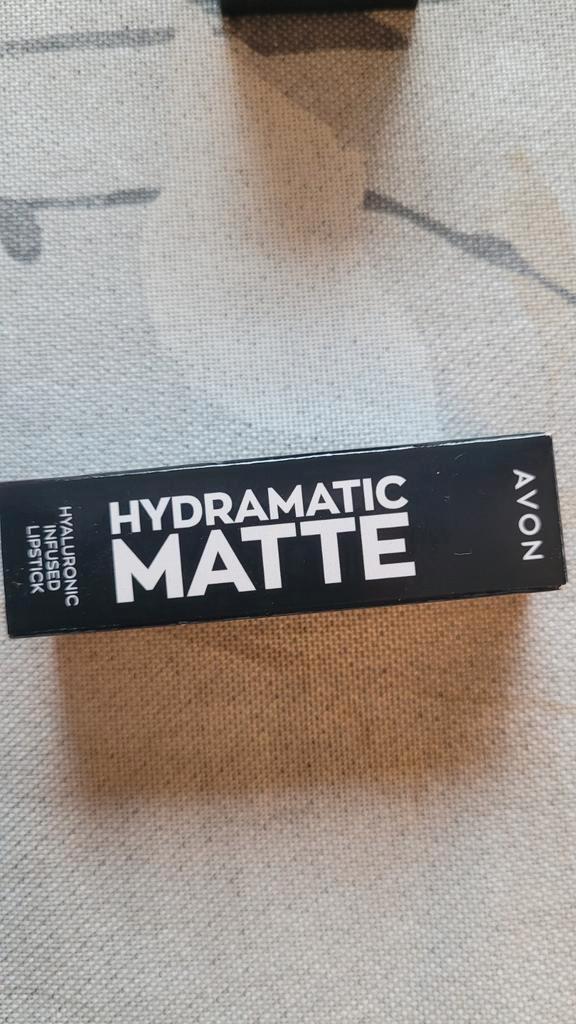 HYDRAMATIC
MATTE
AVON
HYALURONIC
INFUSED
LIPSTICK